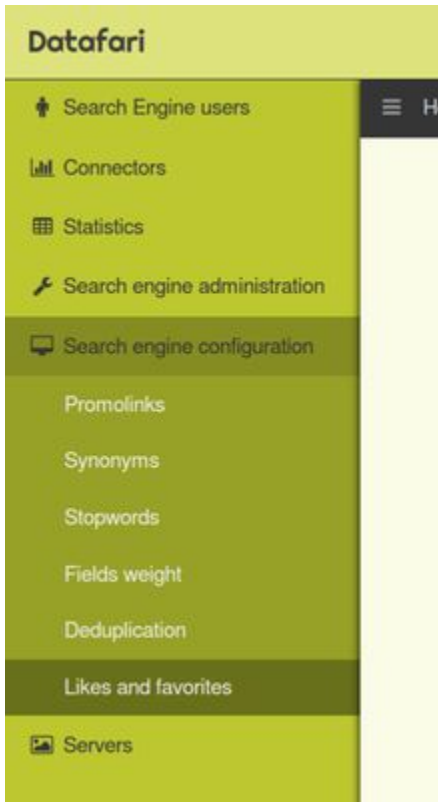 Datafari
Search Engine users
Connectors
Statistics
Search engine administration
Search engine configuration
Promolinks
Synonyms
Stopwords
Fields weight
Deduplication
Likes and favorites
Servers